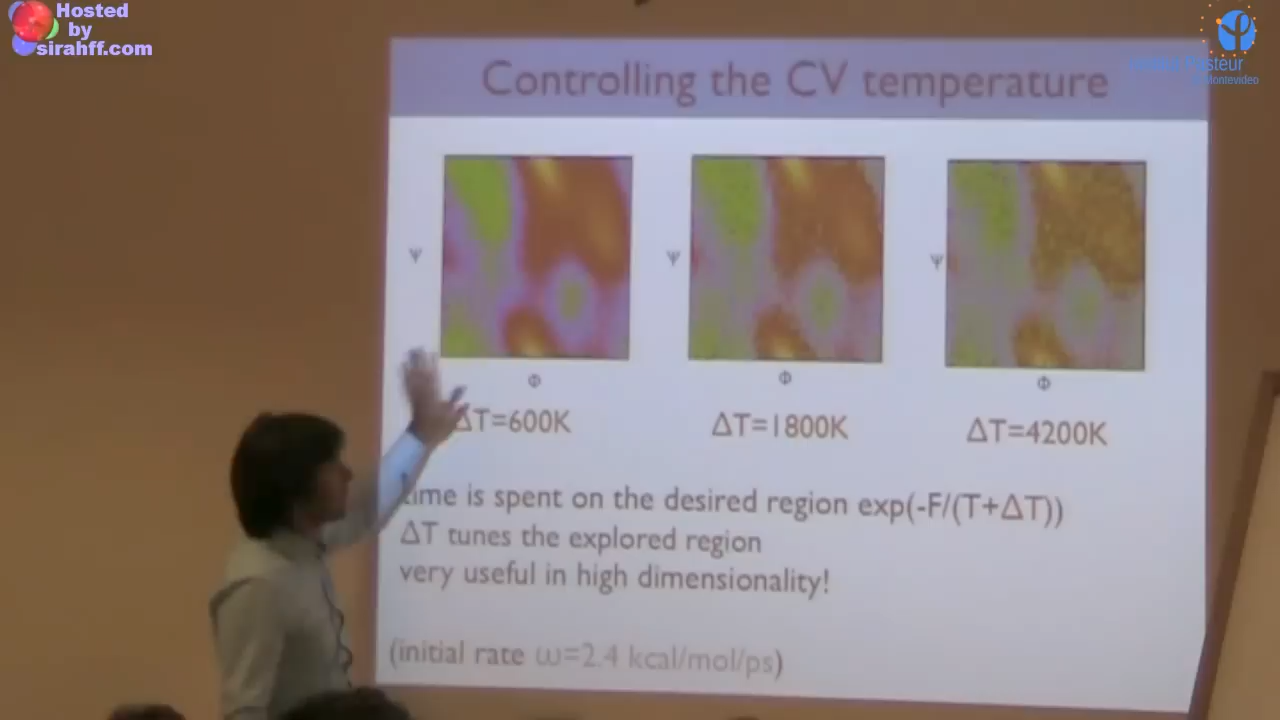 Hosted
by
sirahff.com
Institut Pasteur
Montevideo
Controlling the CV temperature
Ψ
Ψ
Ψ
Φ
Φ
Φ
ΔT=600K
ΔT=1800K
ΔT=4200K
time is spent on the desired region exp(-F/(T+ΔT))
ΔT tunes the explored region
very useful in high dimensionality!
(initial rate ω=2.4 kcal/mol/ps)